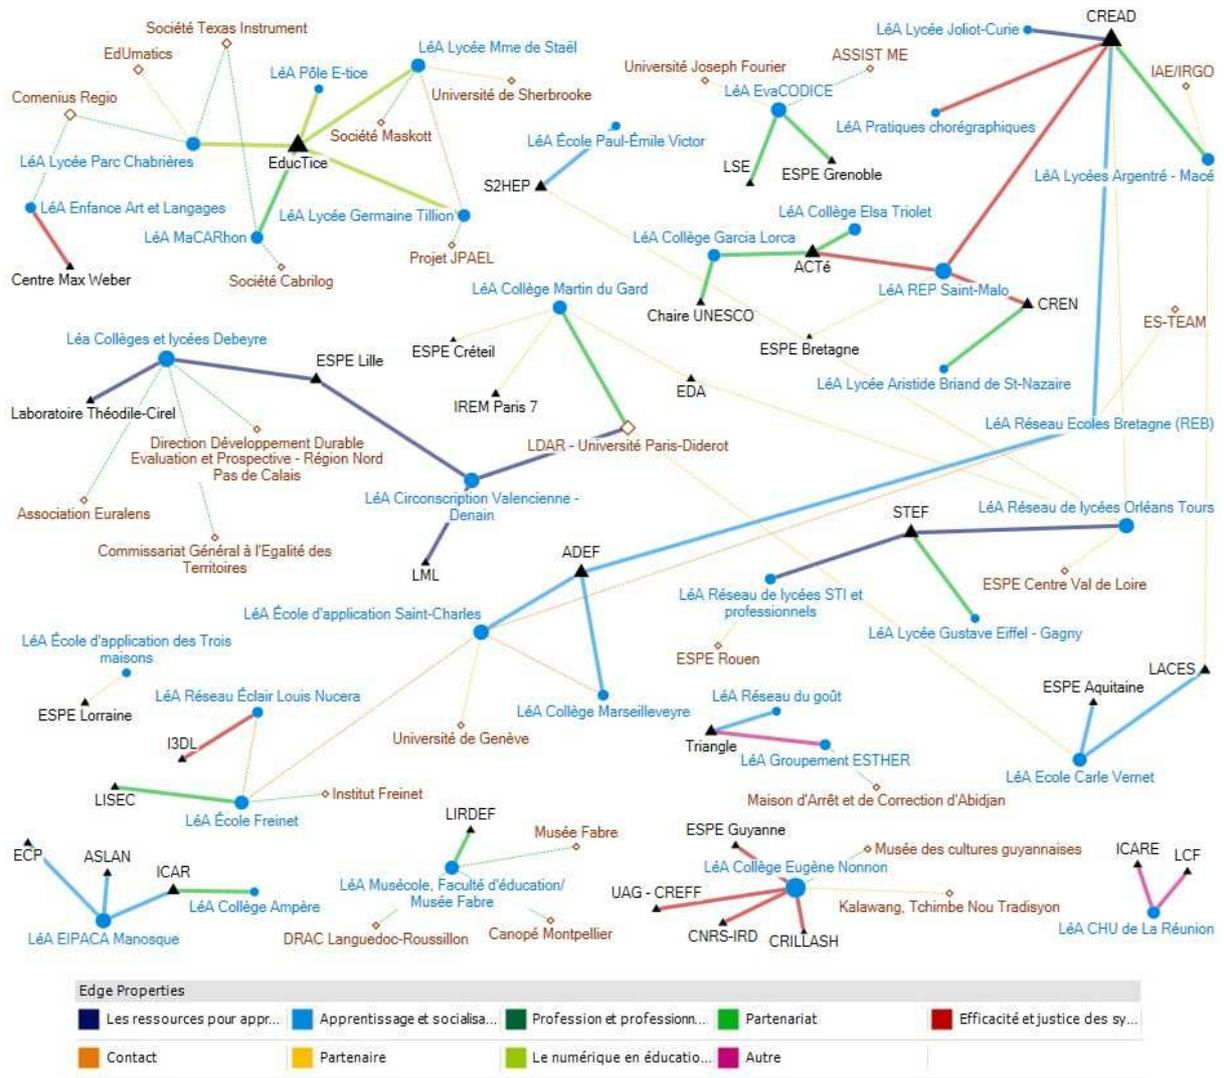 CREAD
LéA Lycée Joliot-Curie
Société Texas Instrument
EdUmatics
LéA Lycée Mme de Staël
ASSIST ME
Université Joseph Fourier
IAE/IRGO
LéA Pôle E-tice
Comenius Regio
Université de Sherbrooke
LéA EvaCODICE
LéA Pratiques chorégraphiques
Société Maskott
LéA École Paul-Émile Victor
LéA Lycée Parc Chabrières
EducTice
LSE
ESPE Grenoble
LéA Lycées Argentré - Macé
S2HEP
LéA Enfance Art et Langages
LéA Lycée Germaine Tillion
LéA Collège Elsa Triolet
LéA MaCARhon
LéA Collège Garcia Lorca
Projet JPAEL
ACTé
Centre Max Weber
Société Cabrilog
LéA Collège Martin du Gard
LéA REP Saint-Malo
CREN
Chaire UNESCO
ES-TEAM
Léa Collèges et lycées Debeyre
ESPE Créteil
ESPE Bretagne
ESPE Lille
LéA Lycée Aristide Briand de St-Nazaire
EDA
Laboratoire Théodile-Cirel
IREM Paris 7
LéA Réseau Ecoles Bretagne (REB)
Direction Développement Durable
Evaluation et Prospective - Région Nord
Pas de Calais
LDAR - Université Paris-Diderot
LéA Circonscription Valencienne -
Denain
Association Euralens
LéA Réseau de lycées Orléans Tours
STEF
Commissariat Général à l'Egalité des
Territoires
ADEF
LML
ESPE Centre Val de Loire
LéA Réseau de lycées STI et
professionnels
LéA École d'application Saint-Charles
LéA Lycée Gustave Eiffel - Gagny
LéA École d'application des Trois
maisons
ESPE Rouen
LACES
ESPE Aquitaine
LéA Réseau Éclair Louis Nucera
LéA Réseau du goût
ESPE Lorraine
LéA Collège Marseilleveyre
Université de Genève
I3DL
Triangle
LéA Groupement ESTHER
LéA Ecole Carle Vernet
Institut Freinet
LISEC
Maison d'Arrêt et de Correction d'Abidjan
LéA École Freinet
LIRDEF
Musée Fabre
ESPE Guyanne
ECP
ASLAN
ICAR
Musée des cultures guyannaises
ICARE
LCF
LéA Collège Eugène Nonnon
LéA Musécole, Faculté d'éducation/
Musée Fabre
UAG - CREFF
LéA Collège Ampère
Kalawang, Tchimbe Nou Tradisyon
LéA EIPACA Manosque
DRAC Languedoc-Roussillon
Canopé Montpellier
CNRS-IRD
CRILLASH
LéA CHU de La Réunion
Edge Properties
Les ressources pour appr...
Apprentissage et socialisa...
Profession et professionn...
Partenariat
Efficacité et justice des sy...
Contact
Partenaire
Le numérique en éducatio...
Autre